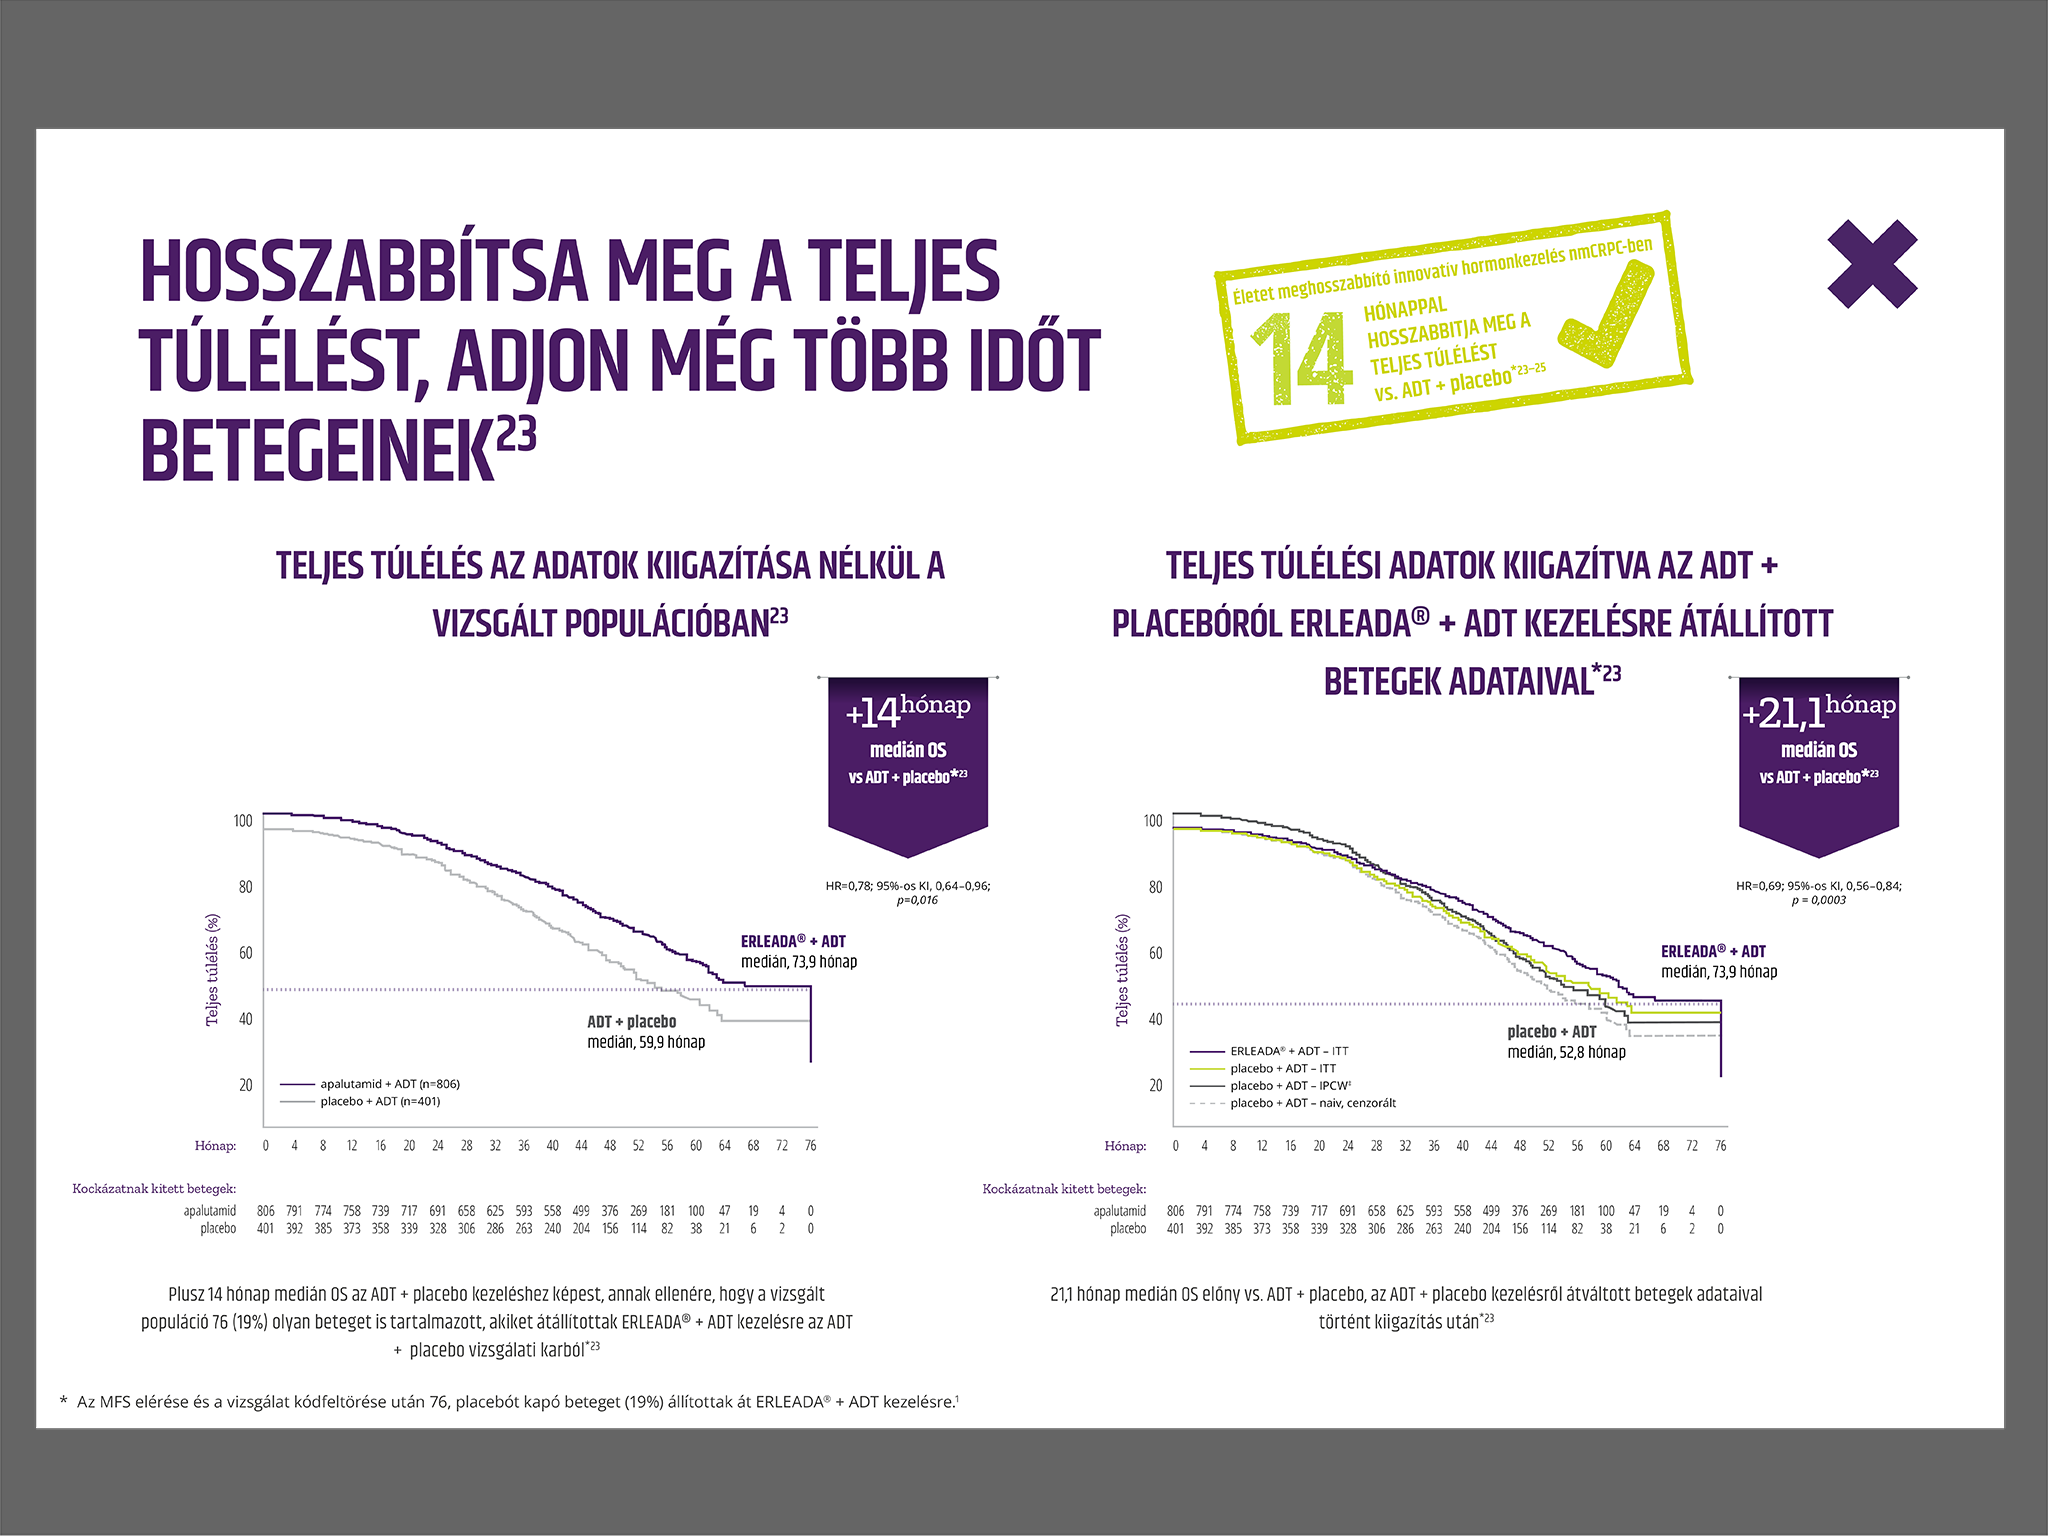 HOSSZABBÍTSA MEG A TELJES
TÚLÉLÉST, ADJON MÉG TÖBB IDŐT
BETEGEINEK23
Életet meghosszabbító innovatív hormonkezelés nmCRPC-ben
14
HÓNAPPAL
HOSSZABBITJA MEG A
TELJES TÚLÉLÉST
vs. ADT + placebo*23–25
TELJES TÚLÉLÉS AZ ADATOK KIIGAZÍTÁSA NÉLKÜL A
VIZSGÁLT POPULÁCIÓBAN23
+14 hónap
medián OS
vs ADT + placebo*23
HR=0,78; 95%-os KI, 0,64–0,96;
p=0,016
Teljes túlélés (%)
100
80
60
40
20
ERLEADA® + ADT
medián, 73,9 hónap
ADT + placebo
medián, 59,9 hónap
apalutamid + ADT (n=806)
placebo + ADT (n=401)
Hónap: 0 4 8 12 16 20 24 28 32 36 40 44 48 52 56 60 64 68 72 76
Kockázatnak kitett betegek:
apalutamid 806 791 774 758 739 717 691 658 625 593 558 499 376 269 181 100 47 19 4 0
placebo 401 392 385 373 358 339 328 306 286 263 240 204 156 114 82 38 21 6 2 0
Plusz 14 hónap medián OS az ADT + placebo kezeléshez képest, annak ellenére, hogy a vizsgált
populáció 76 (19%) olyan beteget is tartalmazott, akiket átállítottak ERLEADA® + ADT kezelésre az ADT
+ placebo vizsgálati karból*23
TELJES TÚLÉLÉSI ADATOK KIIGAZÍTVA AZ ADT +
PLACEBÓRÓL ERLEADA® + ADT KEZELÉSRE ÁTÁLLÍTOTT
BETEGEK ADATAIVAL*23
+21,1 hónap
medián OS
vs ADT + placebo*23
HR=0,69; 95%-os KI, 0,56–0,84;
p = 0,0003
Teljes túlélés (%)
100
80
60
40
20
ERLEADA® + ADT
medián, 73,9 hónap
placebo + ADT
medián, 52,8 hónap
ERLEADA® + ADT – ITT
placebo + ADT – ITT
placebo + ADT – IPCW‡
placebo + ADT – naiv, cenzorált
Hónap: 0 4 8 12 16 20 24 28 32 36 40 44 48 52 56 60 64 68 72 76
Kockázatnak kitett betegek:
apalutamid 806 791 774 758 739 717 691 658 625 593 558 499 376 269 181 100 47 19 4 0
placebo 401 392 385 373 358 339 328 306 286 263 240 204 156 114 82 38 21 6 2 0
21,1 hónap medián OS előny vs. ADT + placebo, az ADT + placebo kezelésről átváltott betegek adataival
történt kiigazítás után*23
* Az MFS elérése és a vizsgálat kódfeltörése után 76, placebót kapó beteget (19%) állítottak át ERLEADA® + ADT kezelésre.1